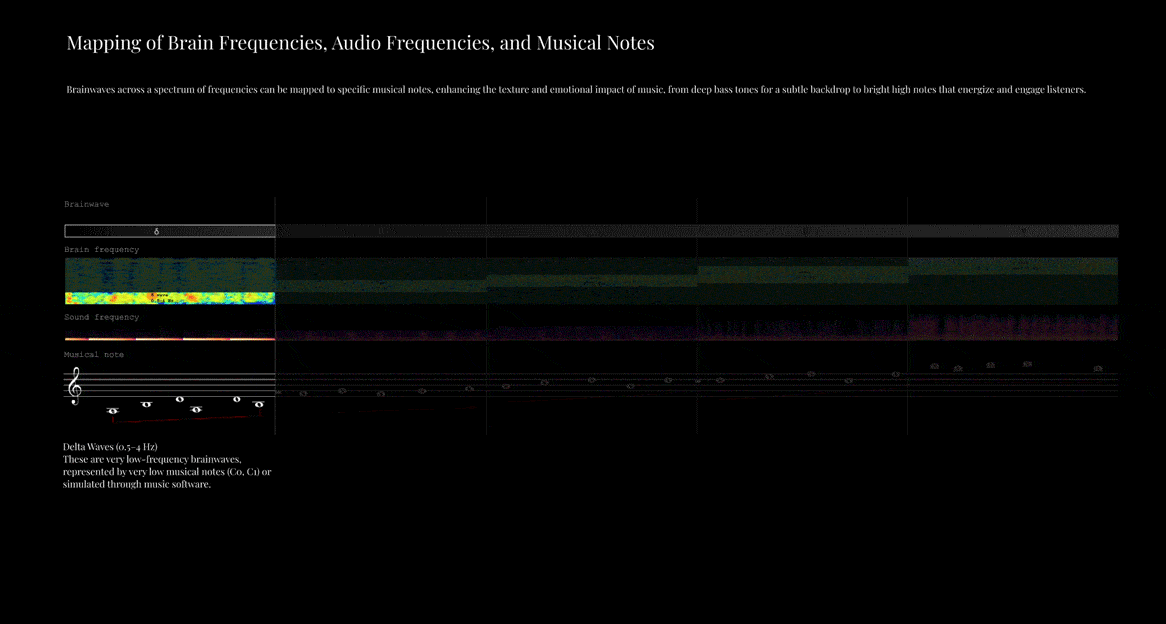 Mapping of Brain Frequencies, Audio Frequencies, and Musical Notes
Brainwaves across a spectrum of frequencies can be mapped to specific musical notes, enhancing the texture and emotional impact of music, from deep bass tones for a subtle backdrop to bright high notes that energize and engage listeners.
Brainwave
δ
Brain frequency
Sound frequency
Musical note
Delta Waves (0.5–4 Hz)
These are very low-frequency brainwaves,
represented by very low musical notes (C0, C1) or
simulated through music software.